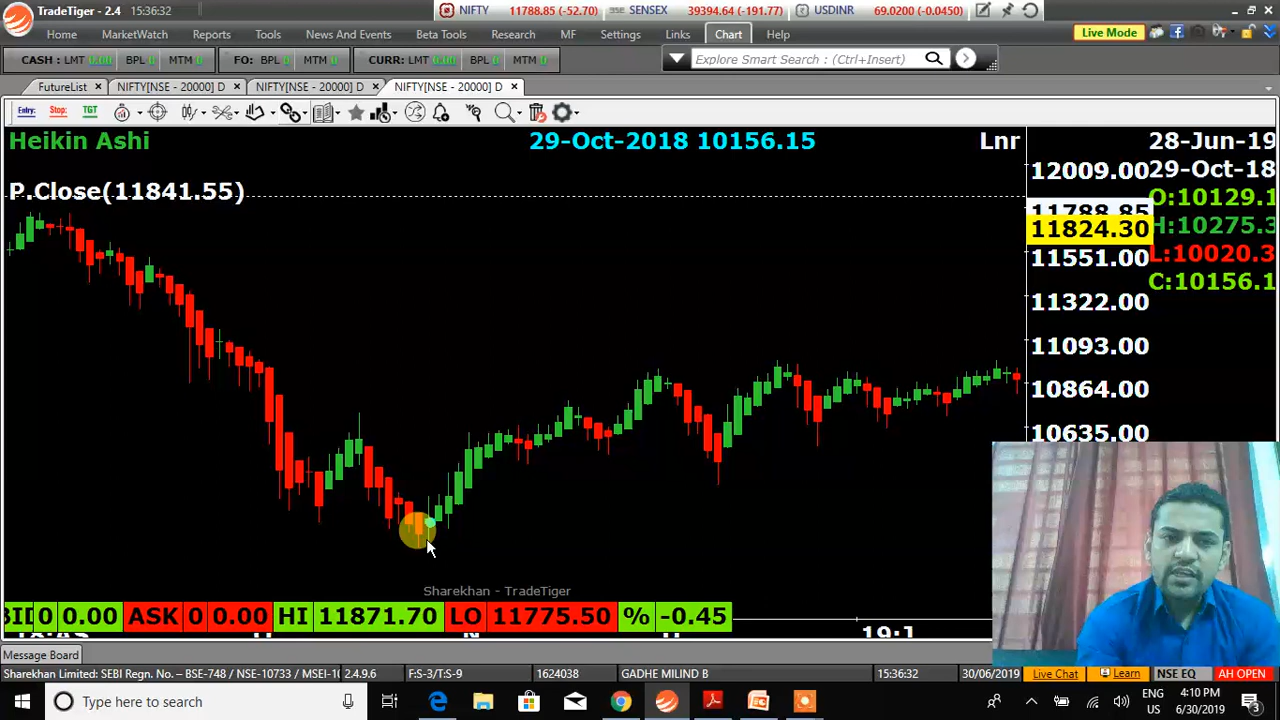 TradeTiger - 2.4 15:36:32 NIFTY 11788.85 (-52.70) SENSEX 39394.64 (-191.77) USDINR 69.0200 (-0.0450)
Home MarketWatch Reports Tools News And Events Beta Tools Research MF Settings Links Chart Help Live Mode
CASH : LMT 0.00 BPL 0 MTM 0 FO: BPL 0 MTM 0 CURR: LMT 0.00 BPL 0 MTM 0 Explore Smart Search : (Ctrl+Insert)
FutureList x NIFTY[NSE - 20000] D x NIFTY[NSE - 20000] D x NIFTY[NSE - 20000] D x
Entry: Stop: TGT
Heikin Ashi 29-Oct-2018 10156.15 Lnr 28-Jun-19
12009.00 29-Oct-18
P.Close(11841.55) O:10129.1
11788.85
11824.30 H:10275.3
11551.00 L:10020.3
C:10156.1
11322.00
11093.00
10864.00
10635.00
Sharekhan - TradeTiger
0 0.00 ASK 0 0.00 HI 11871.70 LO 11775.50 % -0.45
19:1
Message Board
Sharekhan Limited: SEBI Regn. No. – BSE-748 / NSE-10733 / MSEI-10 2.4.9.6 F:S-3/T:S-9 1624038 GADHE MILIND B 15:36:32 30/06/2019 Live Chat Learn NSE EQ AH OPEN
Type here to search ENG 4:10 PM
US 6/30/2019 3